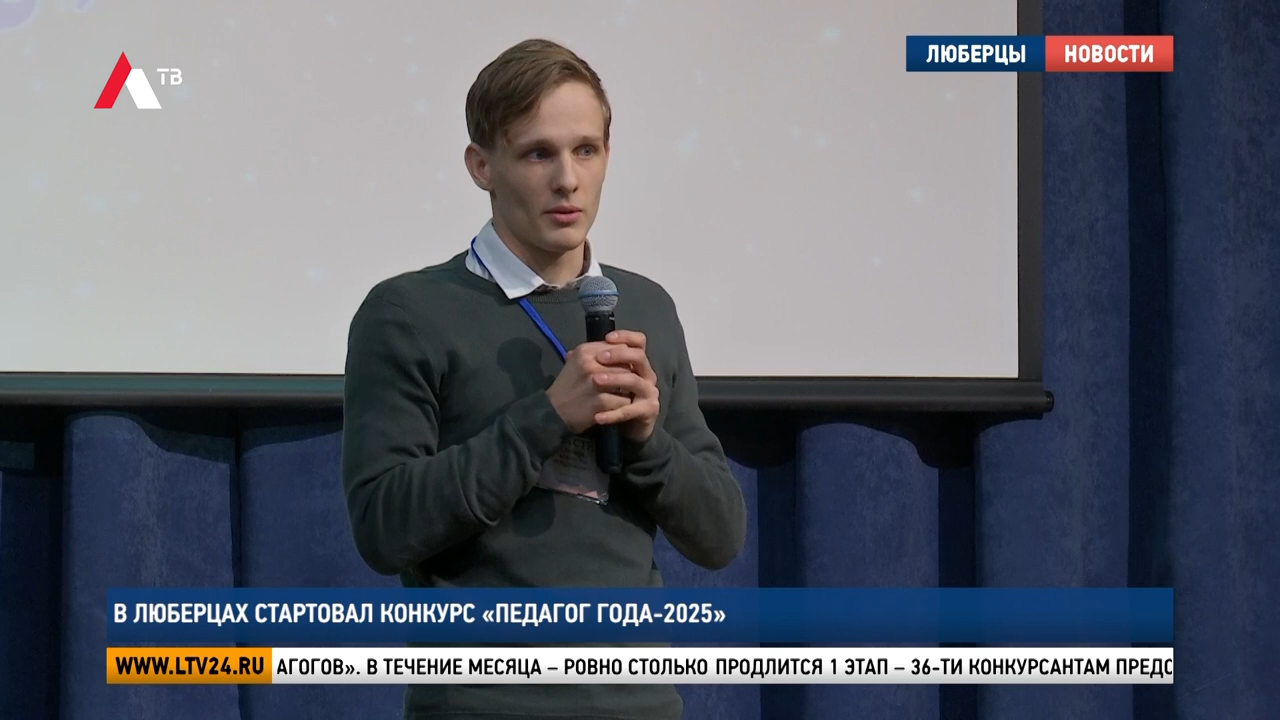 ТВ
ЛЮБЕРЦЫ НОВОСТИ
В ЛЮБЕРЦАХ СТАРТОВАЛ КОНКУРС «ПЕДАГОГ ГОДА-2025»
WWW.LTV24.RU АГОГОВ». В ТЕЧЕНИЕ МЕСЯЦА – РОВНО СТОЛЬКО ПРОДЛИТСЯ 1 ЭТАП – 36-ТИ КОНКУРСАНТАМ ПРЕДС